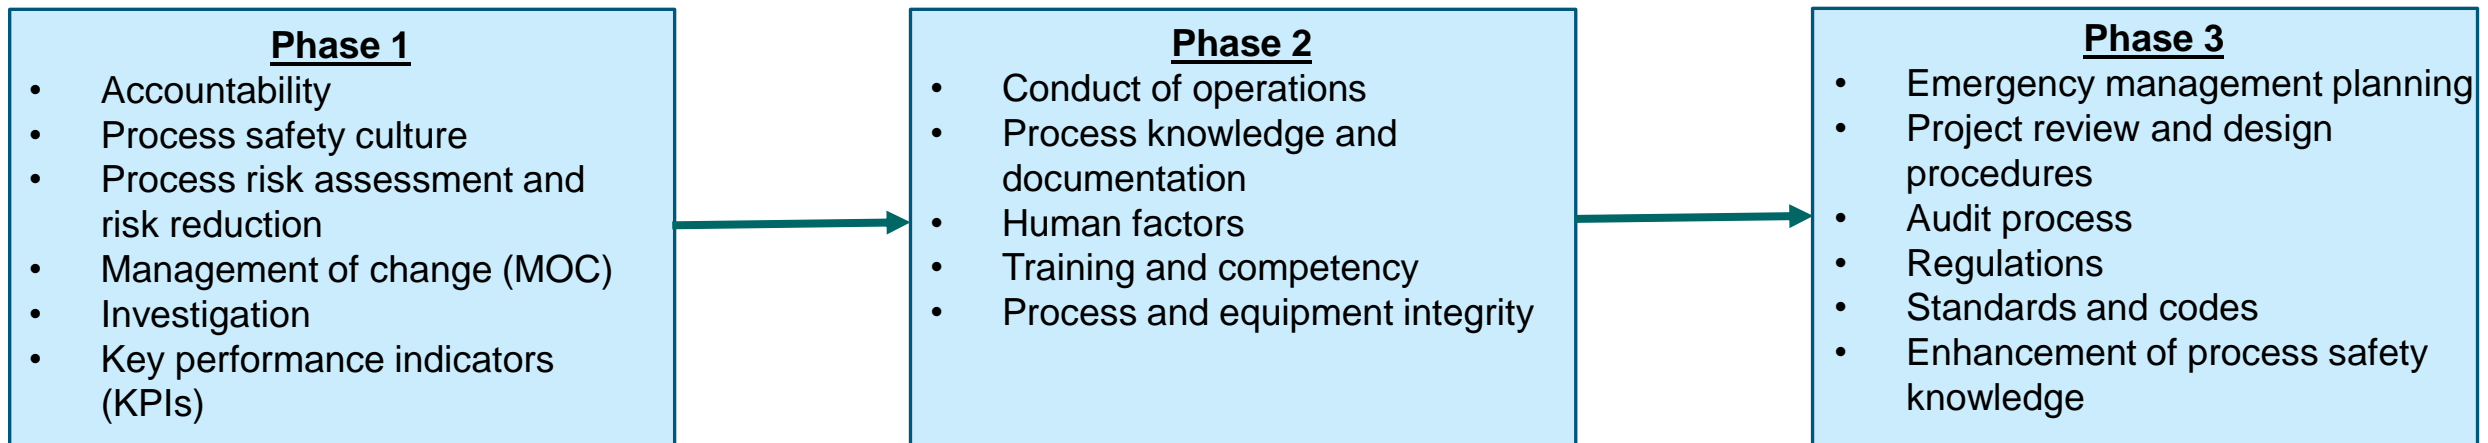 Phase 1
• Accountability
• Process safety culture
• Process risk assessment and
risk reduction
• Management of change (MOC)
• Investigation
• Key performance indicators
(KPIs)
Phase 2
• Conduct of operations
• Process knowledge and
documentation
• Human factors
• Training and competency
• Process and equipment integrity
Phase 3
• Emergency management planning
• Project review and design
procedures
• Audit process
• Regulations
• Standards and codes
• Enhancement of process safety
knowledge